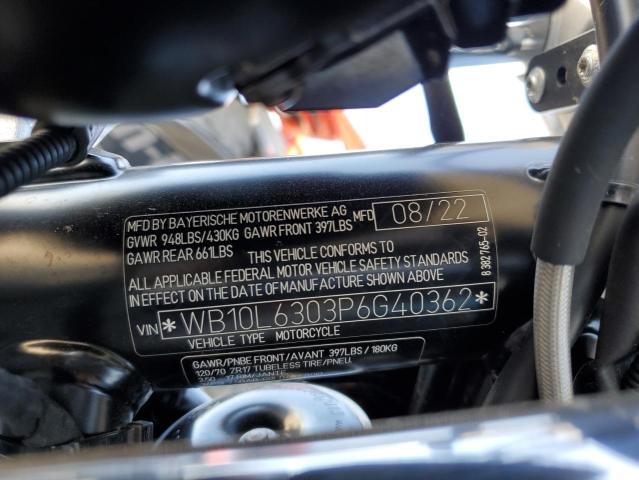 MFD BY BAYERISCHE MOTORENWERKE AG MFD 08/22
GVWR 948LBS/430KG GAWR FRONT 397LBS
GAWR REAR 661LBS
THIS VEHICLE CONFORMS TO
ALL APPLICABLE FEDERAL MOTOR VEHICLE SAFETY STANDARDS
IN EFFECT ON THE DATE OF MANUFACTURE SHOWN ABOVE
VIN *WB10L6303P6G40362*
VEHICLE TYPE MOTORCYCLE
8 382 765-02
GAWR/PNBE FRONT/AVANT 397LBS / 180KG
120/70 ZR17 TUBELESS TIRE/PNEU